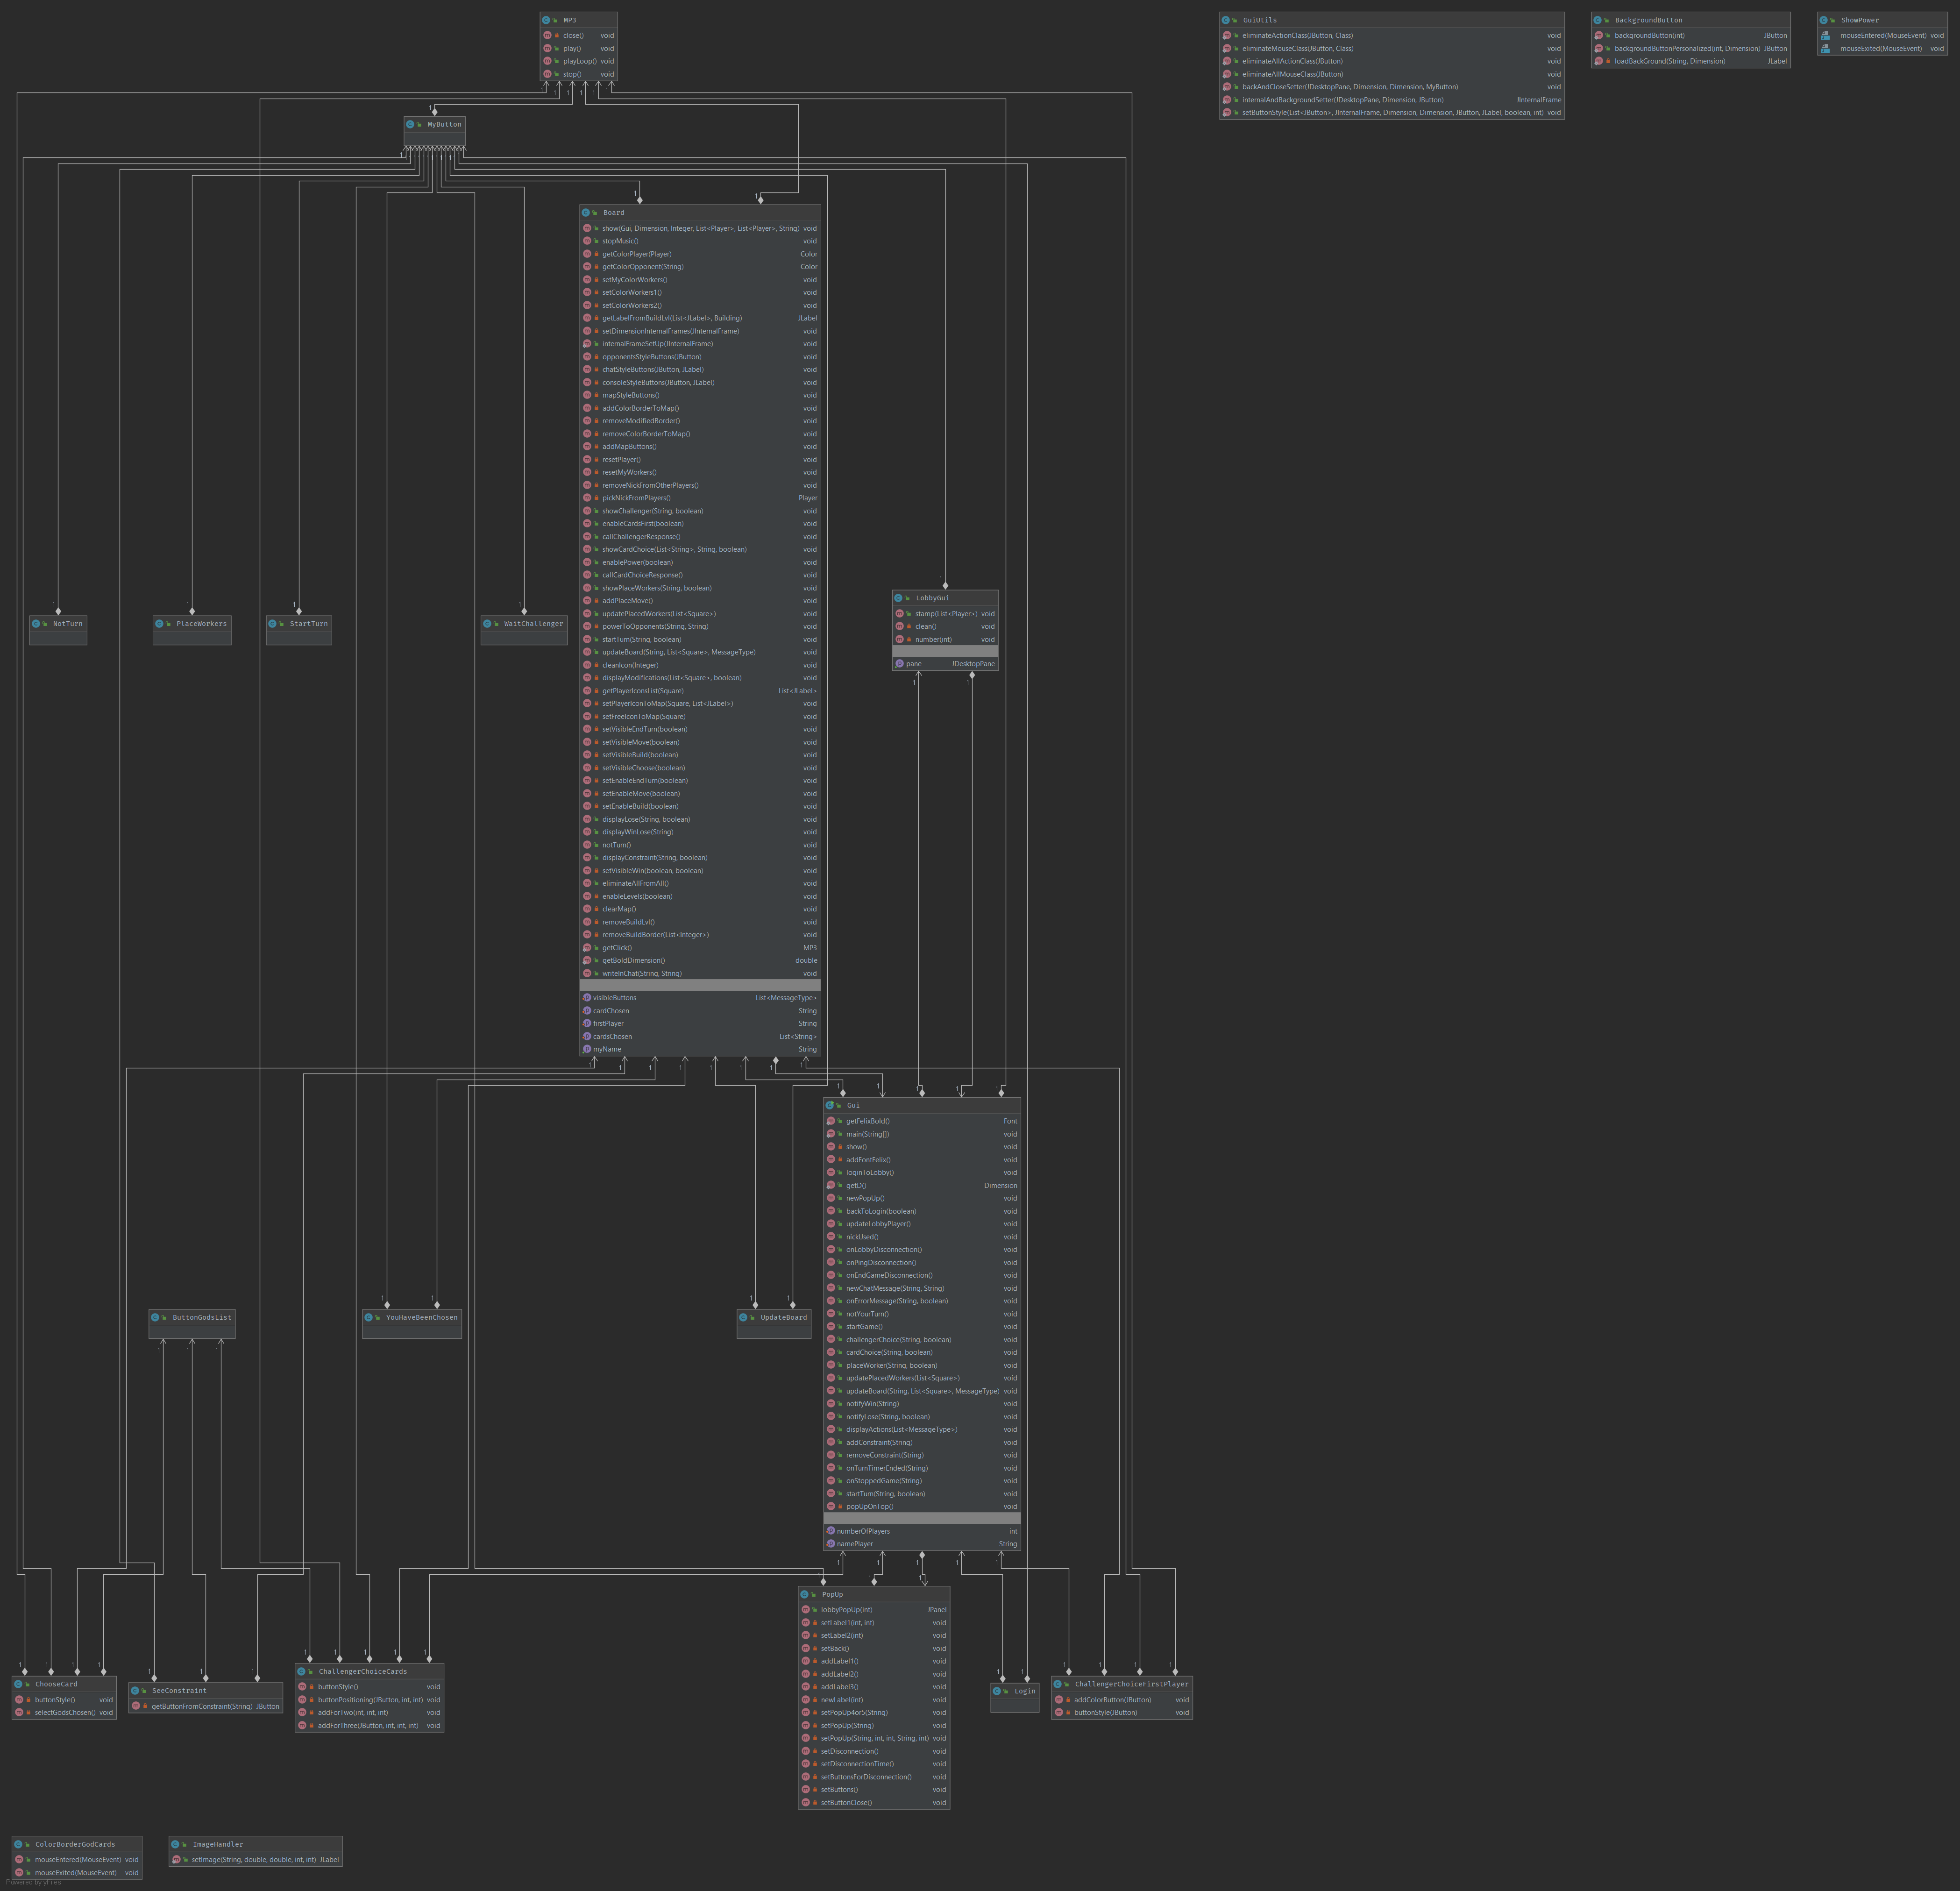 MP3
close() void
play() void
playLoop() void
stop() void
GuiUtils
eliminateActionClass(JButton, Class) void
eliminateMouseClass(JButton, Class) void
eliminateAllActionClass(JButton) void
eliminateAllMouseClass(JButton) void
backAndCloseSetter(JDesktopPane, Dimension, Dimension, MyButton) void
internalAndBackgroundSetter(JDesktopPane, Dimension, JButton) JInternalFrame
setButtonStyle(List<JButton>, JInternalFrame, Dimension, Dimension, JButton, JLabel, boolean, int) void
BackgroundButton
backgroundButton(int) JButton
backgroundButtonPersonalized(int, Dimension) JButton
loadBackGround(String, Dimension) JLabel
ShowPower
mouseEntered(MouseEvent) void
mouseExited(MouseEvent) void
MyButton
Board
show(Gui, Dimension, Integer, List<Player>, List<Player>, String) void
stopMusic() void
getColorPlayer(Player) Color
getColorOpponent(String) Color
setMyColorWorkers() void
setColorWorkers1() void
setColorWorkers2() void
getLabelFromBuildLvl(List<JLabel>, Building) JLabel
setDimensionInternalFrames(JInternalFrame) void
internalFrameSetUp(JInternalFrame) void
opponentsStyleButtons(JButton) void
chatStyleButtons(JButton, JLabel) void
consoleStyleButtons(JButton, JLabel) void
mapStyleButtons() void
addColorBorderToMap() void
removeModifiedBorder() void
removeColorBorderToMap() void
addMapButtons() void
resetPlayer() void
resetMyWorkers() void
removeNickFromOtherPlayers() void
pickNickFromPlayers() Player
showChallenger(String, boolean) void
enableCardsFirst(boolean) void
callChallengerResponse() void
showCardChoice(List<String>, String, boolean) void
enablePower(boolean) void
callCardChoiceResponse() void
showPlaceWorkers(String, boolean) void
addPlaceMove() void
updatePlacedWorkers(List<Square>) void
powerToOpponents(String, String) void
startTurn(String, boolean) void
updateBoard(String, List<Square>, MessageType) void
cleanIcon(Integer) void
displayModifications(List<Square>, boolean) void
getPlayerIconsList(Square) List<JLabel>
setPlayerIconToMap(Square, List<JLabel>) void
setFreeIconToMap(Square) void
setVisibleEndTurn(boolean) void
setVisibleMove(boolean) void
setVisibleBuild(boolean) void
setVisibleChoose(boolean) void
setEnableEndTurn(boolean) void
setEnableMove(boolean) void
setEnableBuild(boolean) void
displayLose(String, boolean) void
displayWinLose(String) void
notTurn() void
displayConstraint(String, boolean) void
setVisibleWin(boolean, boolean) void
eliminateAllFromAll() void
enableLevels(boolean) void
clearMap() void
removeBuildLvl() void
removeBuildBorder(List<Integer>) void
getClick() MP3
getBoldDimension() double
writeInChat(String, String) void
visibleButtons List<MessageType>
cardChosen String
firstPlayer String
cardsChosen List<String>
myName String
NotTurn
PlaceWorkers
StartTurn
WaitChallenger
LobbyGui
stamp(List<Player>) void
clean() void
number(int) void
pane JDesktopPane
Gui
getFelixBold() Font
main(String[]) void
show() void
addFontFelix() void
loginToLobby() void
getD() Dimension
newPopUp() void
backToLogin(boolean) void
updateLobbyPlayer() void
nickUsed() void
onLobbyDisconnection() void
onPingDisconnection() void
onEndGameDisconnection() void
newChatMessage(String, String) void
onErrorMessage(String, boolean) void
notYourTurn() void
startGame() void
challengerChoice(String, boolean) void
cardChoice(String, boolean) void
placeWorker(String, boolean) void
updatePlacedWorkers(List<Square>) void
updateBoard(String, List<Square>, MessageType) void
notifyWin(String) void
notifyLose(String, boolean) void
displayActions(List<MessageType>) void
addConstraint(String) void
removeConstraint(String) void
onTurnTimerEnded(String) void
onStoppedGame(String) void
startTurn(String, boolean) void
popUpOnTop() void
numberOfPlayers int
namePlayer String
ButtonGodsList
YouHaveBeenChosen
UpdateBoard
PopUp
lobbyPopUp(int) JPanel
setLabel1(int, int) void
setLabel2(int) void
setBack() void
addLabel1() void
addLabel2() void
addLabel3() void
newLabel(int) void
setPopUp4or5(String) void
setPopUp(String) void
setPopUp(String, int, int, String, int) void
setDisconnection() void
setDisconnectionTime() void
setButtonsForDisconnection() void
setButtons() void
setButtonClose() void
ChooseCard
buttonStyle() void
selectGodsChosen() void
SeeConstraint
getButtonFromConstraint(String) JButton
ChallengerChoiceCards
buttonStyle() void
buttonPositioning(JButton, int, int) void
addForTwo(int, int, int) void
addForThree(JButton, int, int, int) void
Login
ChallengerChoiceFirstPlayer
addColorButton(JButton) void
buttonStyle(JButton) void
ColorBorderGodCards
mouseEntered(MouseEvent) void
mouseExited(MouseEvent) void
ImageHandler
setImage(String, double, double, int, int) JLabel
Powered by yFiles